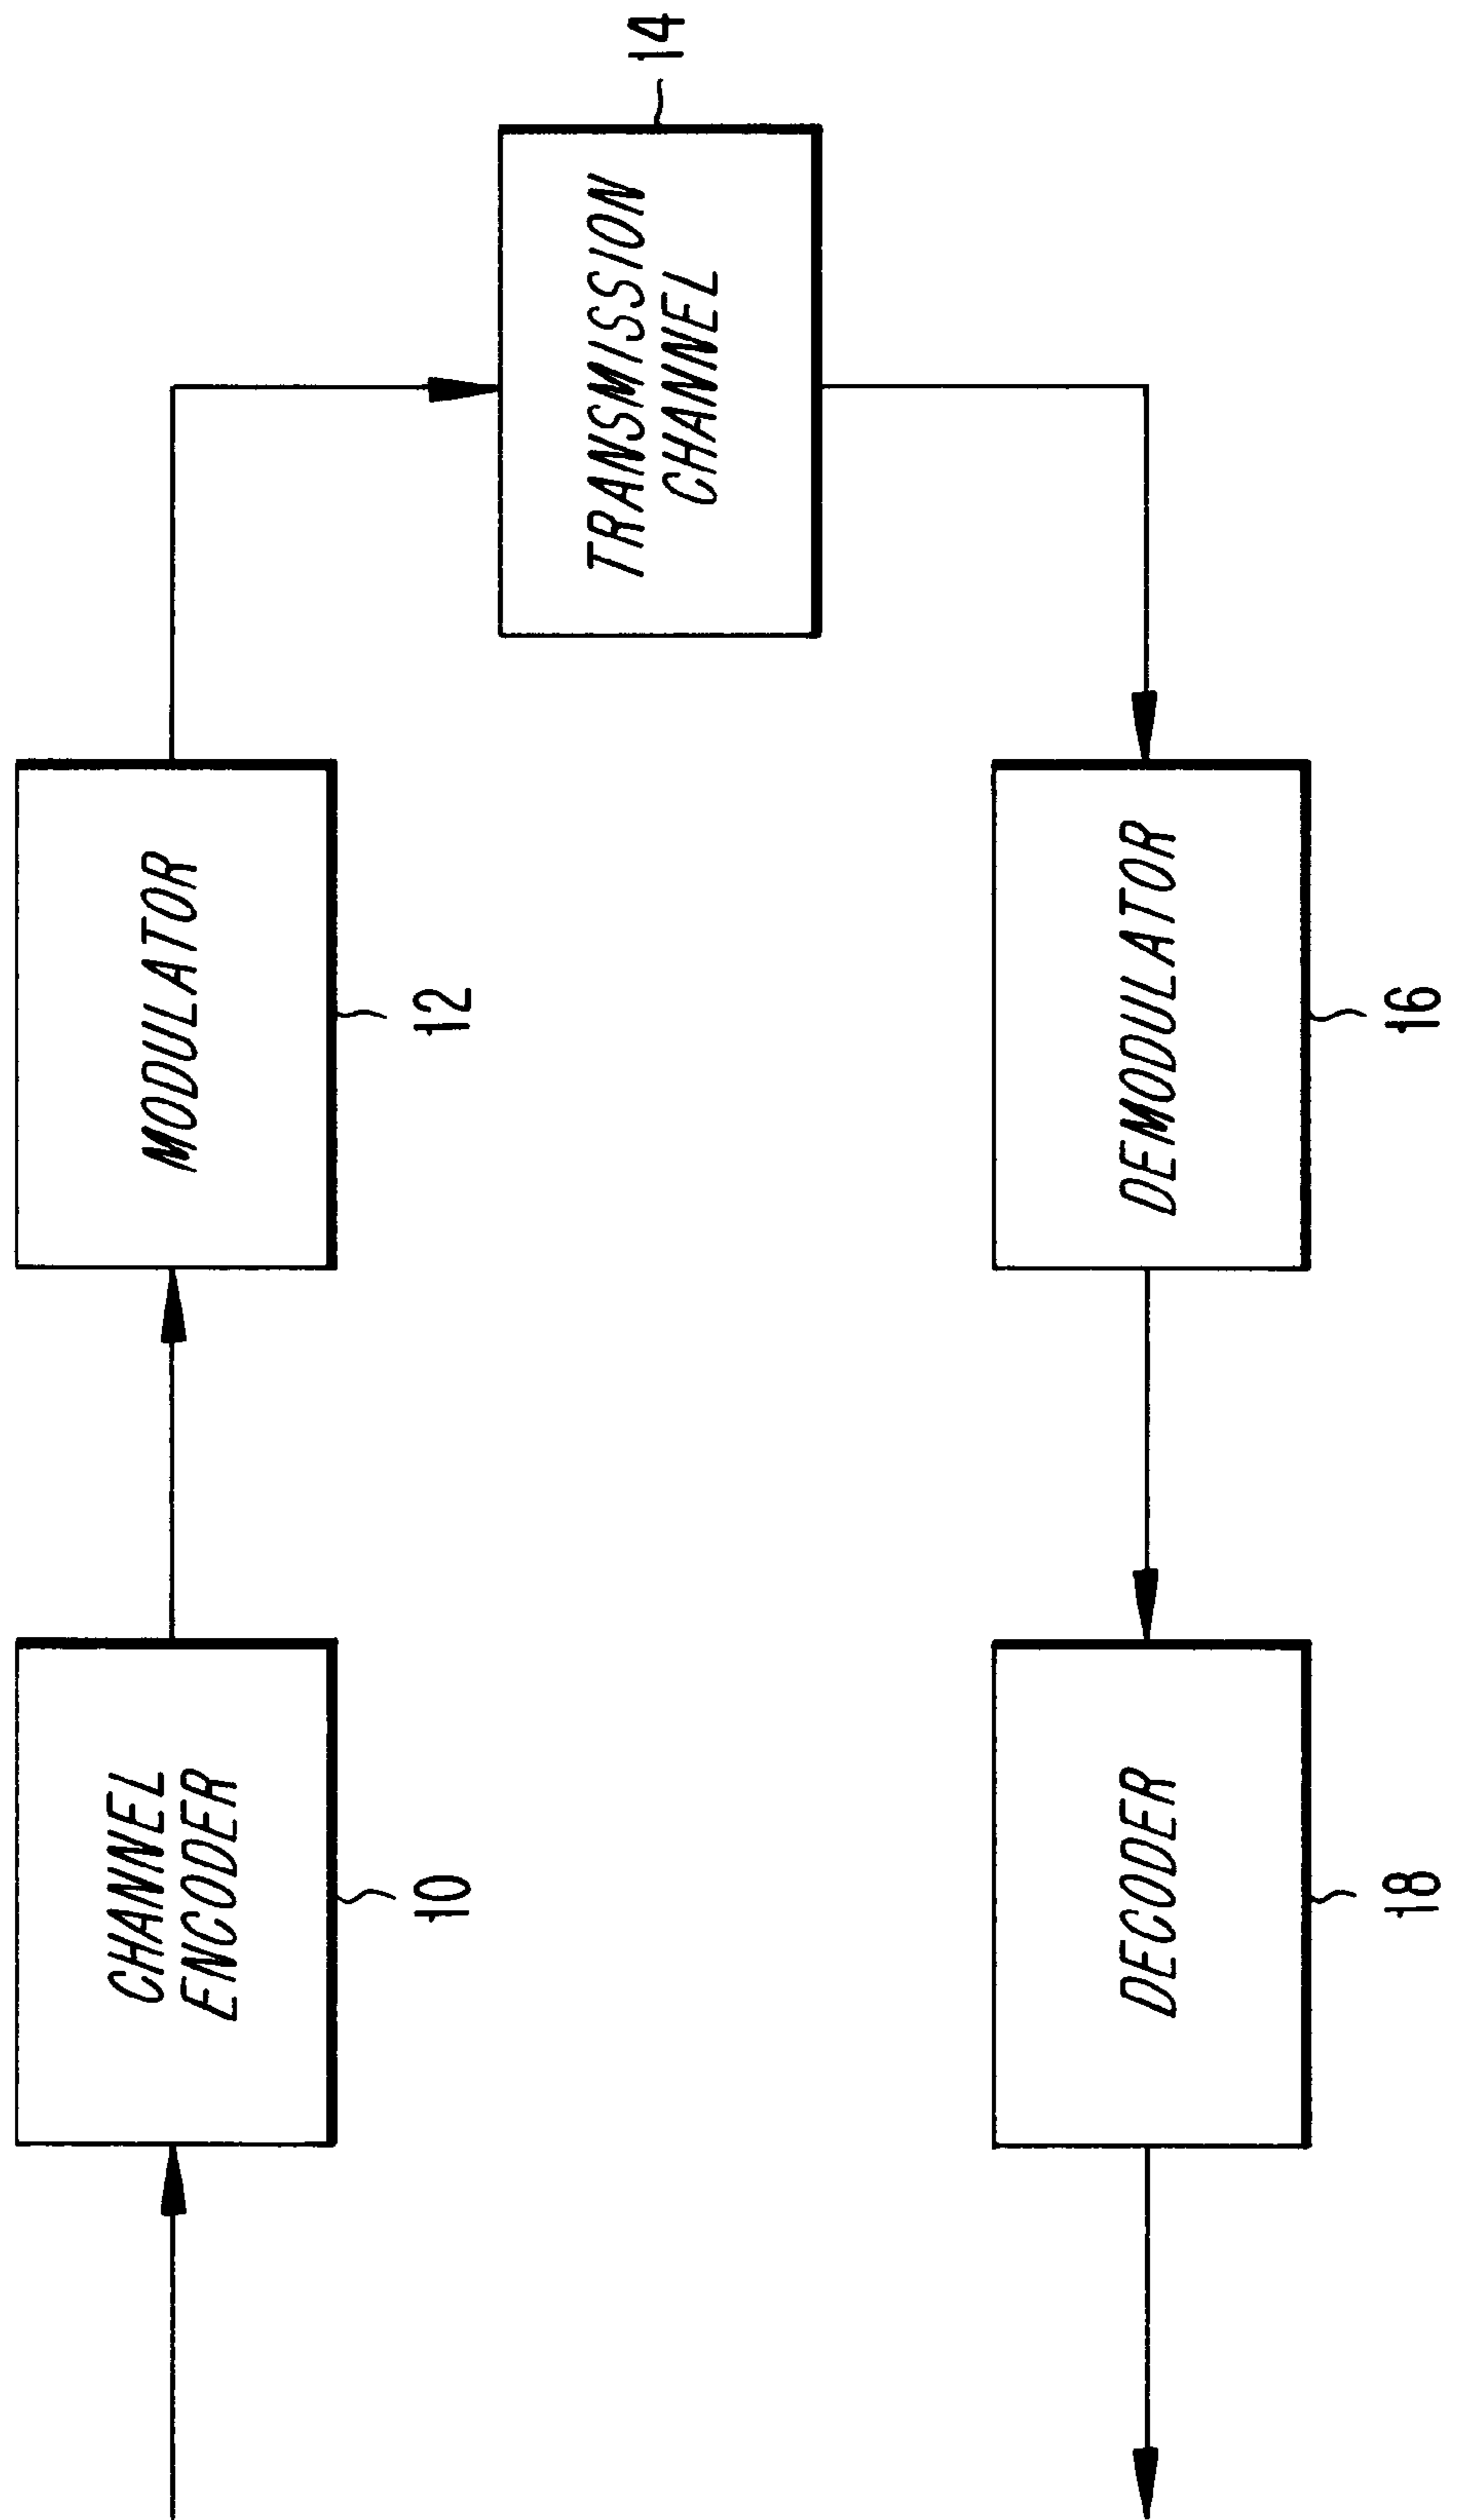 CHANNEL
ENCODER
10
MODULATOR
12
TRANSMISSION
CHANNEL
14
DEMODULATOR
16
DECODER
18